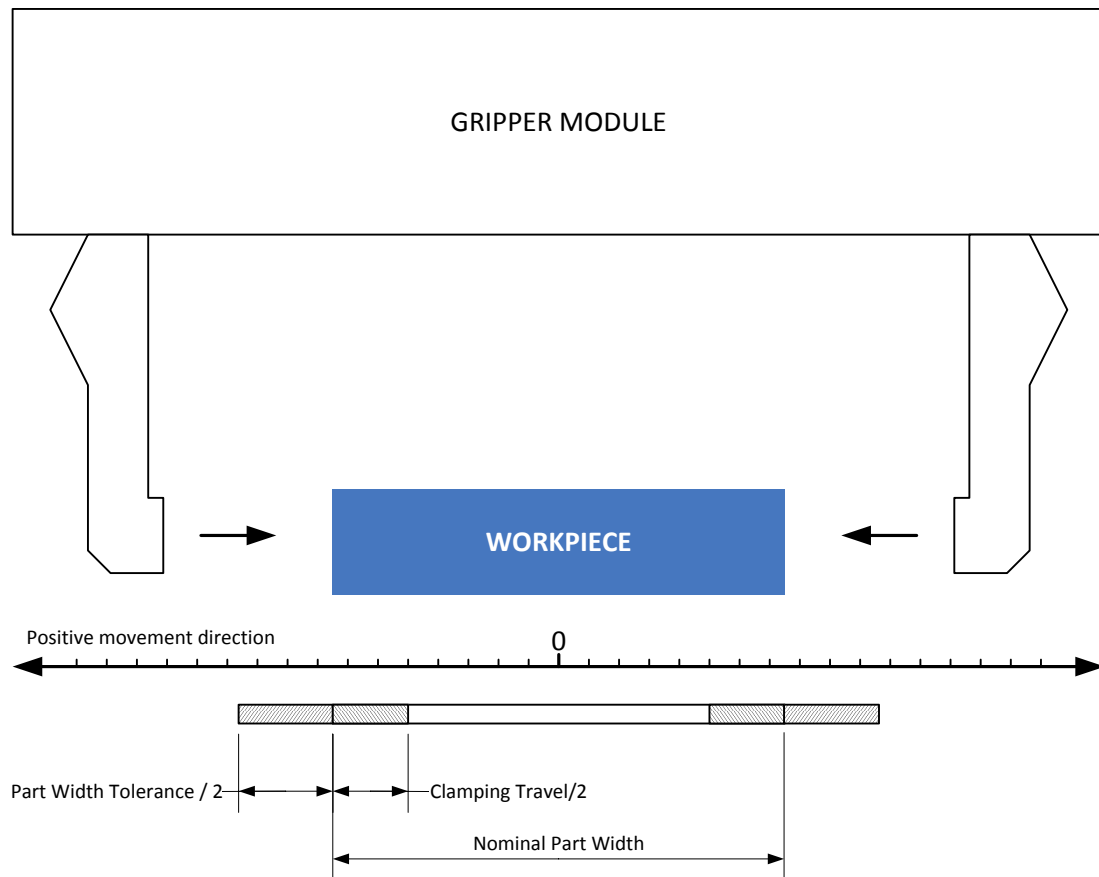 GRIPPER MODULE
WORKPIECE
Positive movement direction
0
Part Width Tolerance / 2
Clamping Travel/2
Nominal Part Width